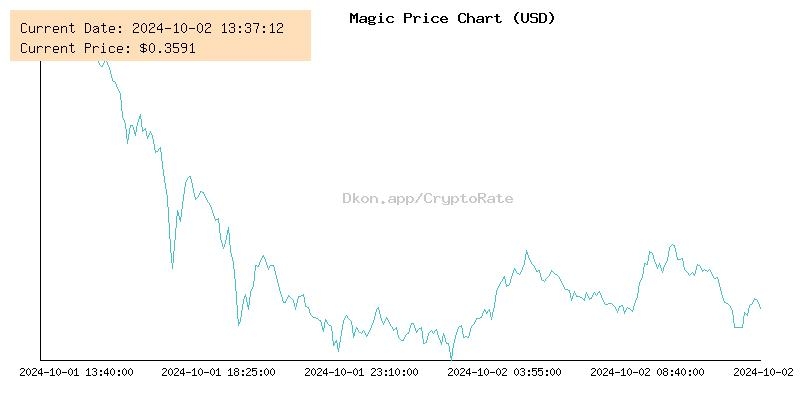 Magic Price Chart (USD)
Current Date: 2024-10-02 13:37:12
Current Price: $0.3591
Dkon.app/CryptoRate
2024-10-01 13:40:00 2024-10-01 18:25:00 2024-10-01 23:10:00 2024-10-02 03:55:00 2024-10-02 08:40:00 2024-10-02